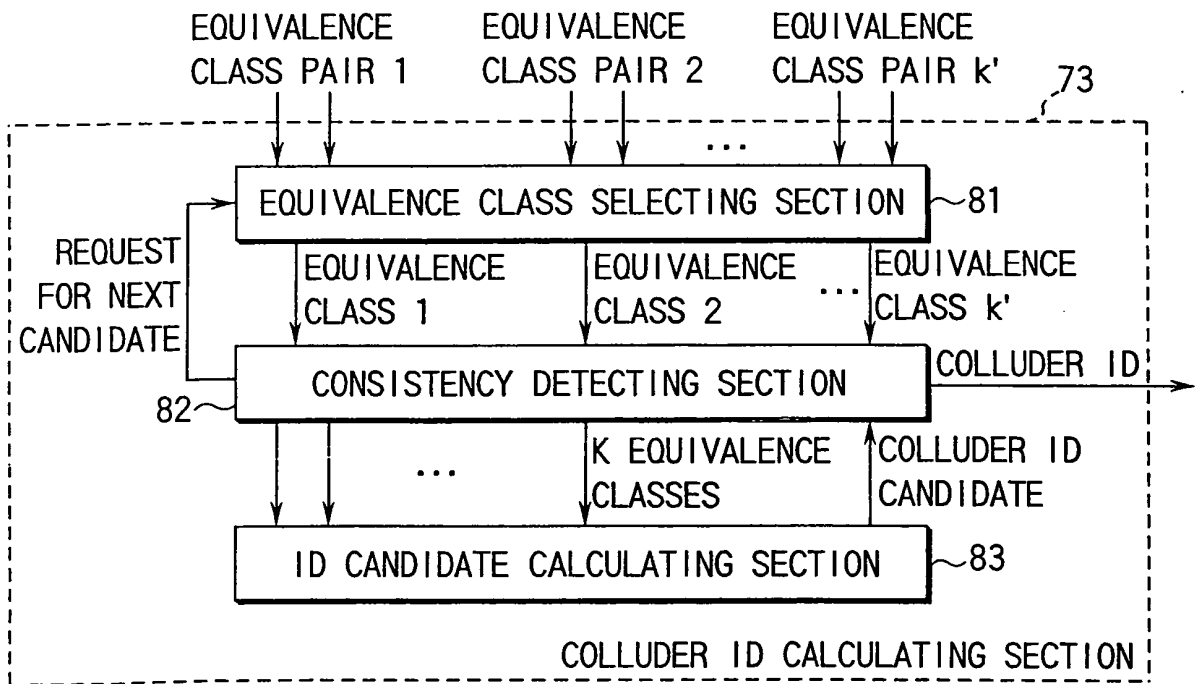 EQUIVALENCE
CLASS PAIR 1
EQUIVALENCE
CLASS PAIR 2
EQUIVALENCE
CLASS PAIR k'
73
...
EQUIVALENCE CLASS SELECTING SECTION
81
REQUEST
FOR NEXT
CANDIDATE
EQUIVALENCE
CLASS 1
EQUIVALENCE
CLASS 2
...
EQUIVALENCE
CLASS k'
CONSISTENCY DETECTING SECTION
82
COLLUDER ID
...
K EQUIVALENCE
CLASSES
COLLUDER ID
CANDIDATE
ID CANDIDATE CALCULATING SECTION
83
COLLUDER ID CALCULATING SECTION